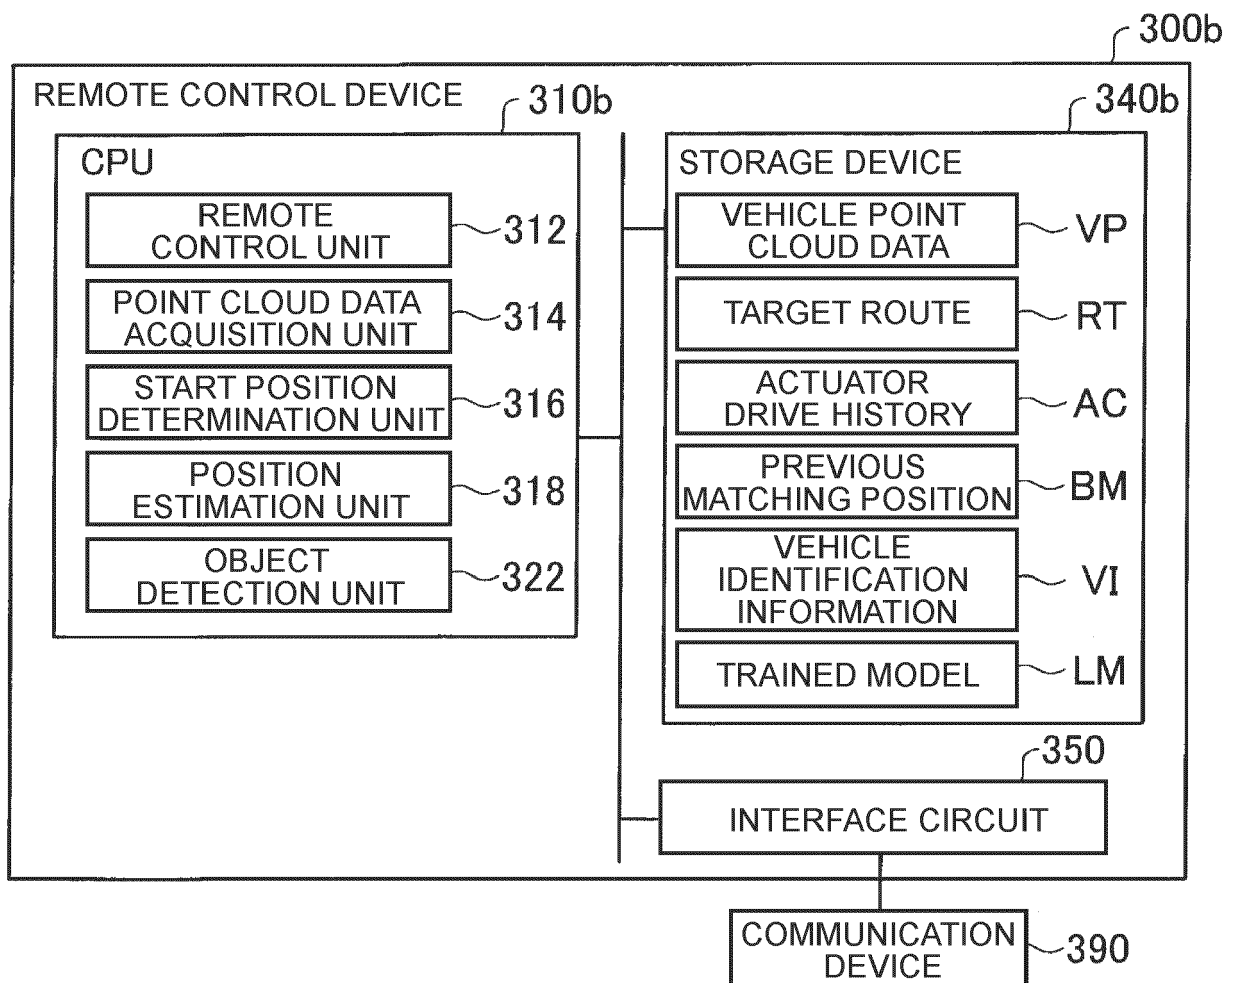 300b
REMOTE CONTROL DEVICE
310b
CPU
REMOTE
CONTROL UNIT
312
POINT CLOUD DATA
ACQUISITION UNIT
314
START POSITION
DETERMINATION UNIT
316
POSITION
ESTIMATION UNIT
318
OBJECT
DETECTION UNIT
322
340b
STORAGE DEVICE
VEHICLE POINT
CLOUD DATA
VP
TARGET ROUTE
RT
ACTUATOR
DRIVE HISTORY
AC
PREVIOUS
MATCHING POSITION
BM
VEHICLE
IDENTIFICATION
INFORMATION
VI
TRAINED MODEL
LM
350
INTERFACE CIRCUIT
COMMUNICATION
DEVICE
390